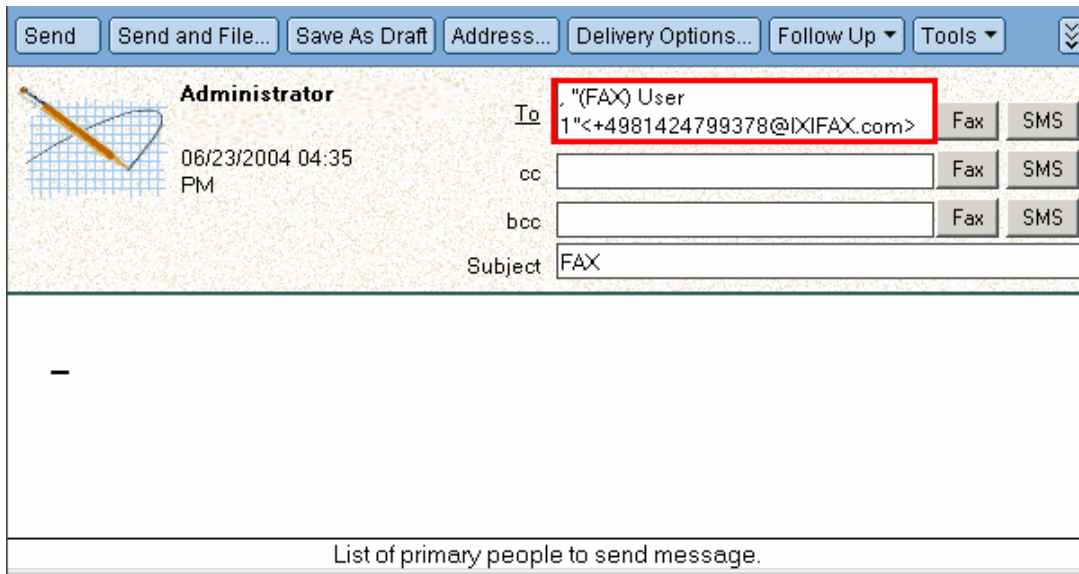 Send Send and File... Save As Draft Address... Delivery Options... Follow Up Tools
Administrator
06/23/2004 04:35
PM
To , "(FAX) User
1"<+4981424799378@IXIFAX.com> Fax SMS
cc Fax SMS
bcc Fax SMS
Subject FAX
List of primary people to send message.